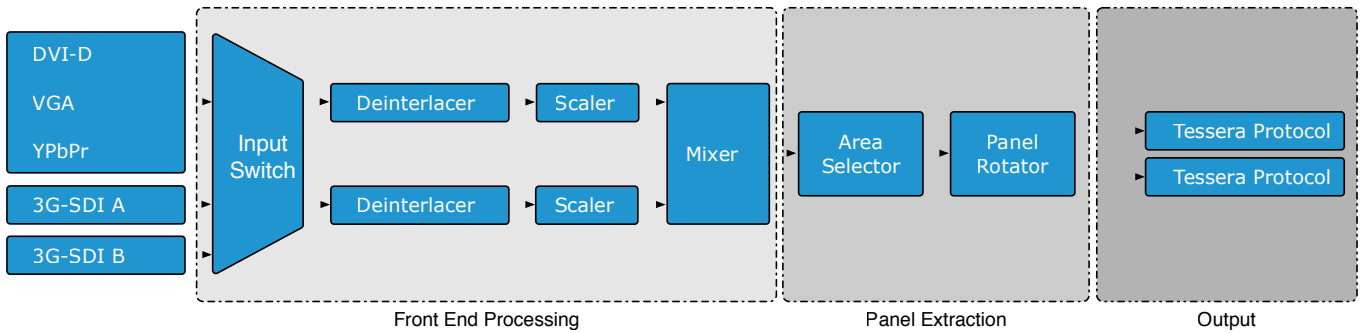 DVI-D
VGA
YPbPr
3G-SDI A
3G-SDI B
Input
Switch
Deinterlacer
Scaler
Deinterlacer
Scaler
Mixer
Area
Selector
Panel
Rotator
Tessera Protocol
Tessera Protocol
Front End Processing
Panel Extraction
Output